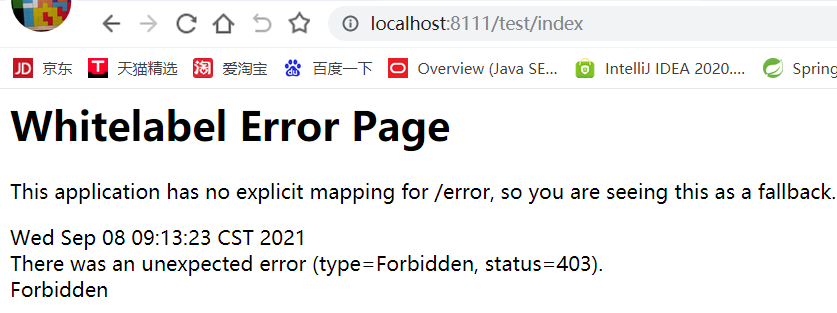 localhost:8111/test/index
JD 京东 T 天猫精选 淘 爱淘宝 百度一下 Overview (Java SE... IntelliJ IDEA 2020.... Spring
Whitelabel Error Page
This application has no explicit mapping for /error, so you are seeing this as a fallback.
Wed Sep 08 09:13:23 CST 2021
There was an unexpected error (type=Forbidden, status=403).
Forbidden